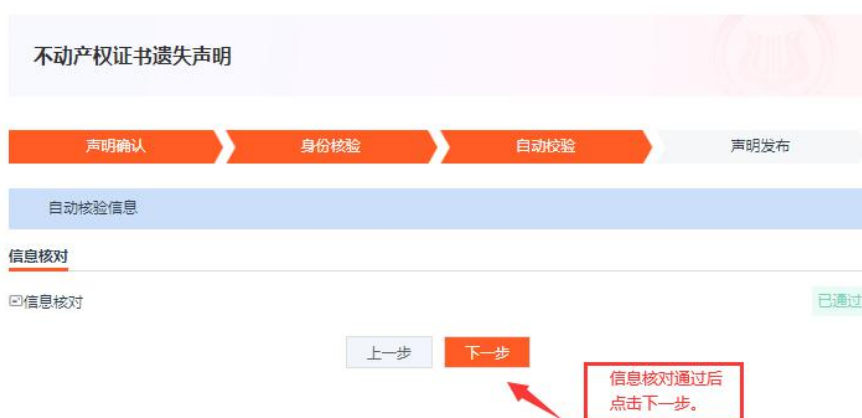 不动产权证书遗失声明
声明确认 身份核验 自动校验 声明发布
自动核验信息
信息核对
信息核对 已通过
上一步 下一步
信息核对通过后
点击下一步。